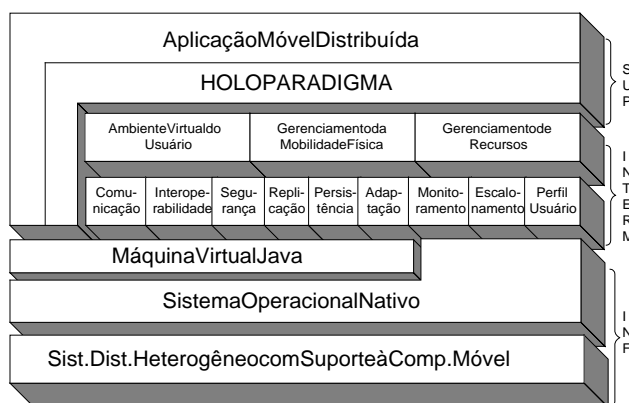 AplicaçãoMóvelDistribuída
HOLOPARADIGMA
AmbienteVirtualdo
Usuário
Gerenciamentoda
MobilidadeFísica
Gerenciamentode
Recursos
Comu-
nicação
Interope-
rabilidade
Segu-
rança
Repli-
cação
Persis-
tência
Adap-
tação
Monito-
ramento
Escalo-
namento
Perfil
Usuário
MáquinaVirtualJava
SistemaOperacionalNativo
Sist.Dist.HeterogêneocomSuporteàComp.Móvel
S
U
P
I
N
T
E
R
M
I
N
F